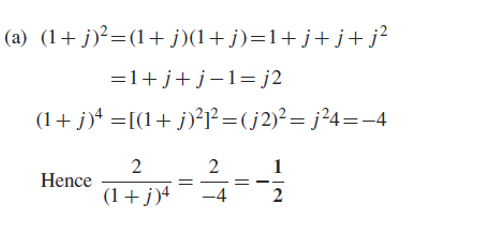 (a) (1 + j)² = (1 + j)(1 + j) = 1 + j + j + j²
= 1 + j + j − 1 = j2
(1 + j)⁴ = [(1 + j)²]² = (j2)² = j²4 = −4
Hence 2/(1 + j)⁴ = 2/−4 = −1/2